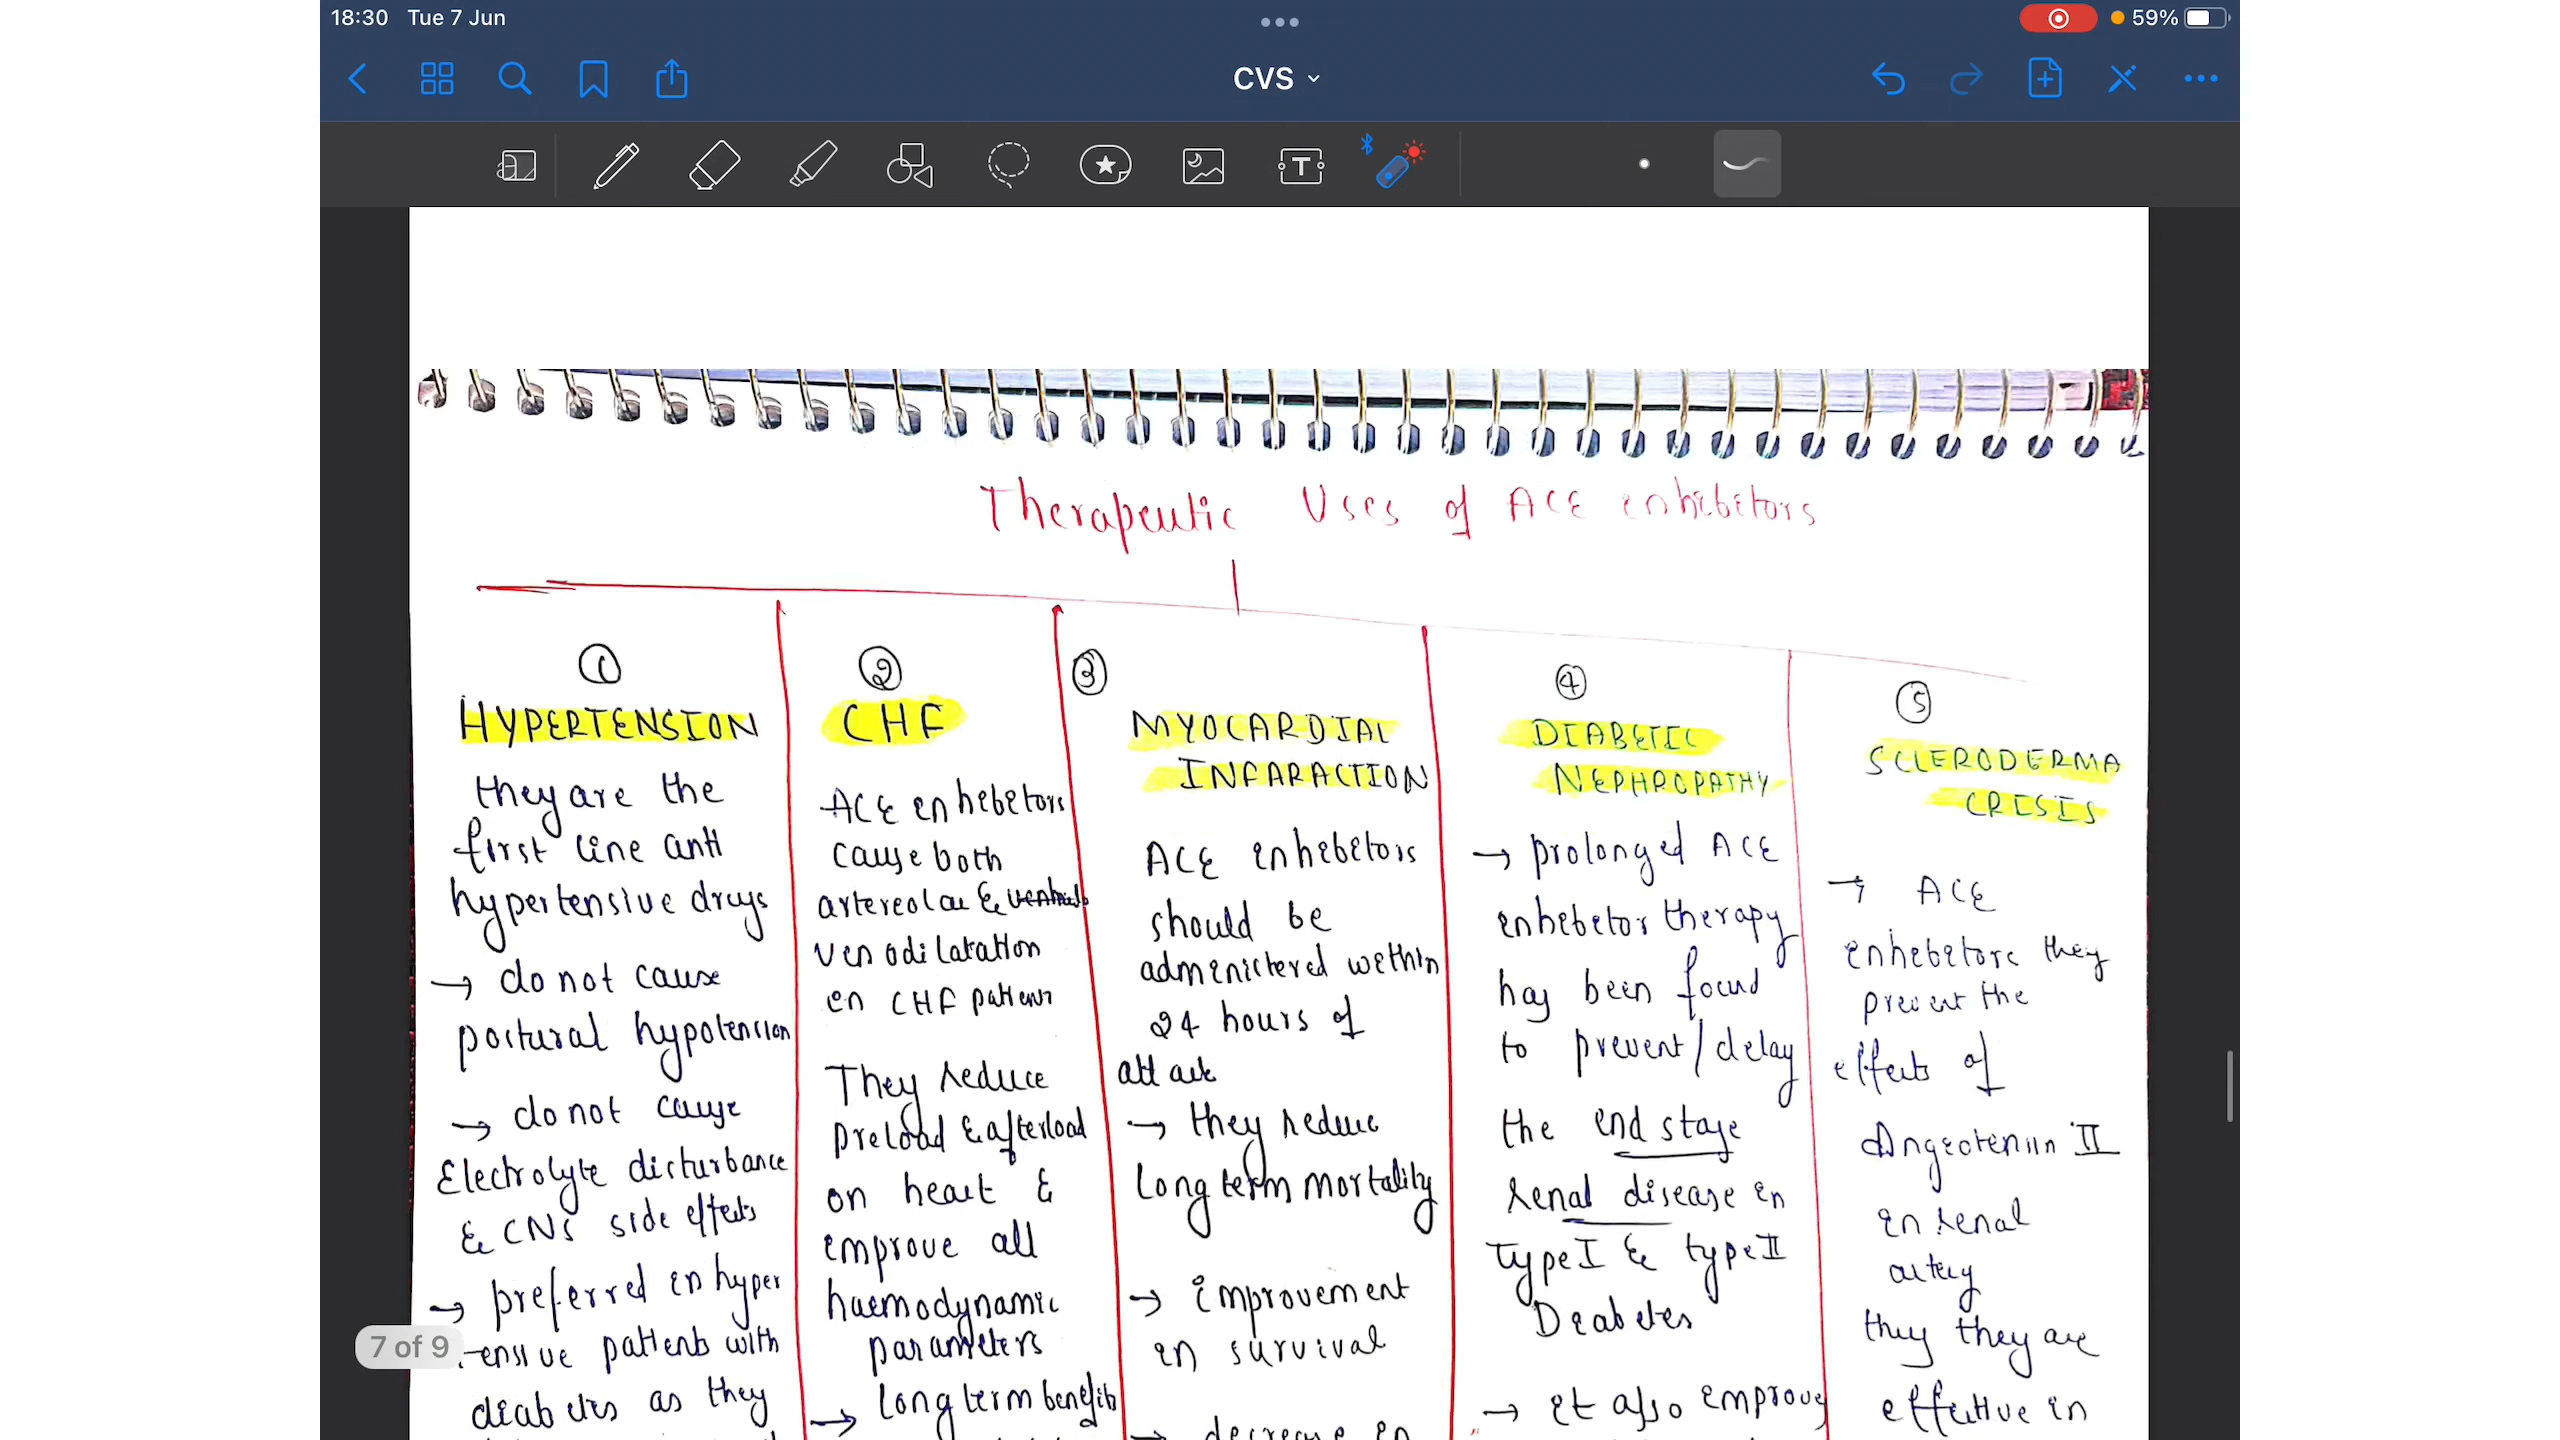 18:30 Tue 7 Jun
59%
CVS
T
Therapeutic Uses of ACE inhibitors
1
HYPERTENSION
they are the
first line anti
hypertensive drugs
→ do not cause
postural hypotension
→ do not cause
Electrolyte disturbance
& CNS side effects
→ preferred in hyper
tensive patients with
diabetes as they
2
CHF
ACE inhibitors
cause both
arteriolar &
venodilatation
in CHF patients
They reduce
preload & afterload
on heart &
improve all
haemodynamic
parameters
→ Long term benefits
3
MYOCARDIAL
INFARACTION
ACE inhibitors
should be
administered within
24 hours of
attack
→ they reduce
Long term mortality
→ improvement
in survival
→ decrease in
4
DIABETIC
NEPHROPATHY
→ prolonged ACE
inhibitor therapy
has been found
to prevent/delay
the end stage
renal disease in
type I & type II
Diabetes
→ it also improve
5
SCLERODERMA
CRISIS
→ ACE
inhibitors they
prevent the
effects of
Angiotensin II
in renal
artery
they they are
effective in
7 of 9